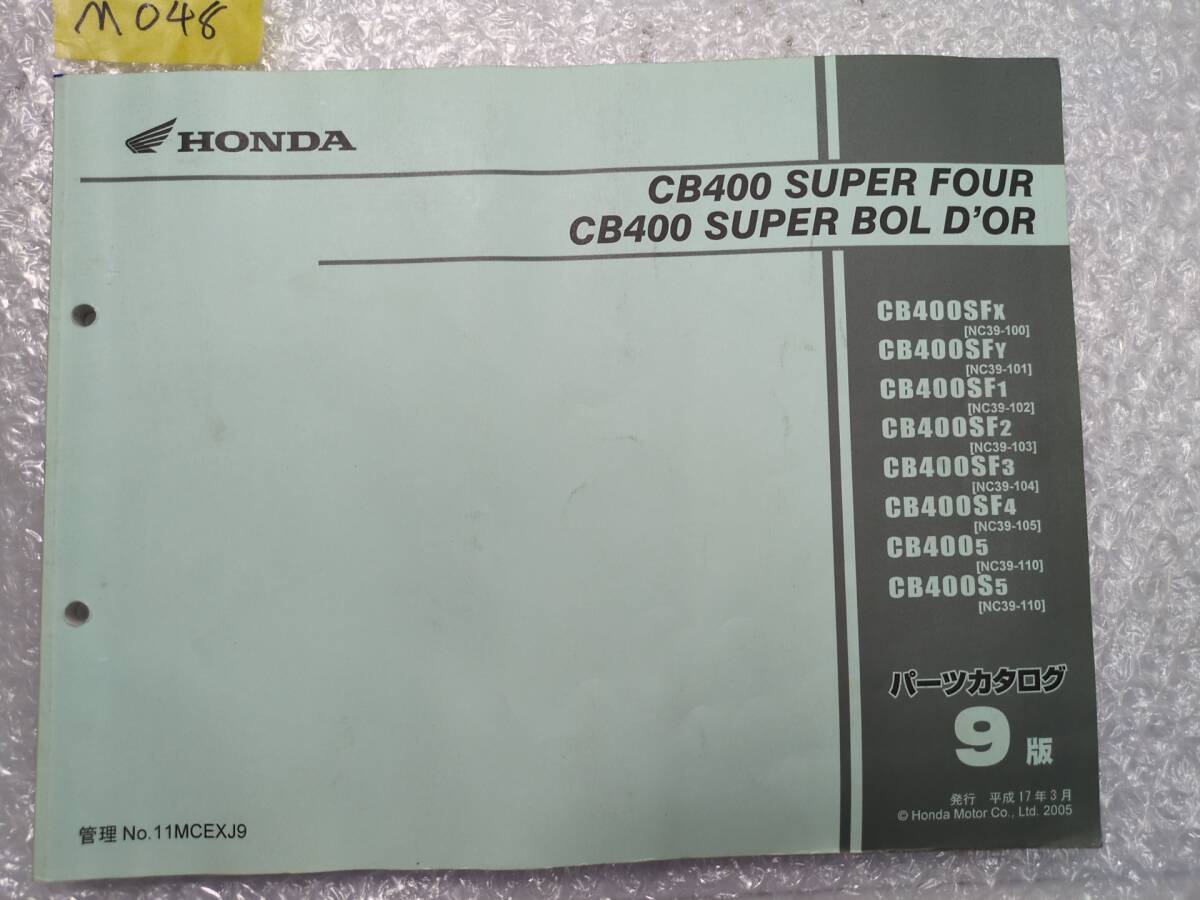 M048
HONDA
CB400 SUPER FOUR
CB400 SUPER BOL D'OR
CB400SFX
[NC39-100]
CB400SFY
[NC39-101]
CB400SF1
[NC39-102]
CB400SF2
[NC39-103]
CB400SF3
[NC39-104]
CB400SF4
[NC39-105]
CB4005
[NC39-110]
CB400S5
[NC39-110]
パーツカタログ
9版
発行 平成17年3月
© Honda Motor Co., Ltd. 2005
管理 No.11MCEXJ9